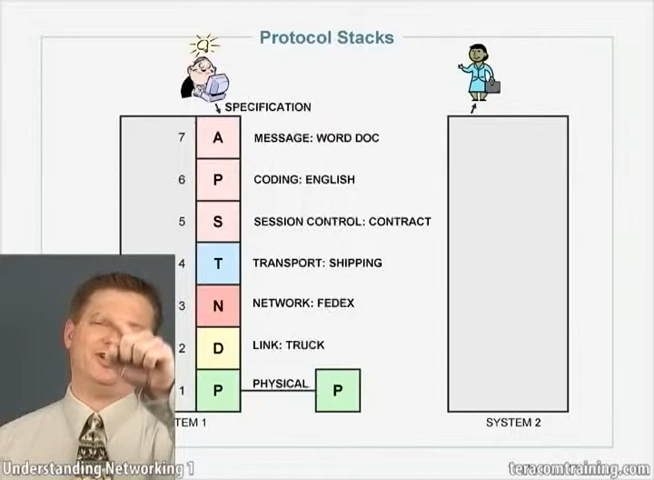 Protocol Stacks
SPECIFICATION
7 A MESSAGE: WORD DOC
6 P CODING: ENGLISH
5 S SESSION CONTROL: CONTRACT
4 T TRANSPORT: SHIPPING
3 N NETWORK: FEDEX
2 D LINK: TRUCK
1 P PHYSICAL P
TEM 1
SYSTEM 2
Understanding Networking 1
teracomtraining.com